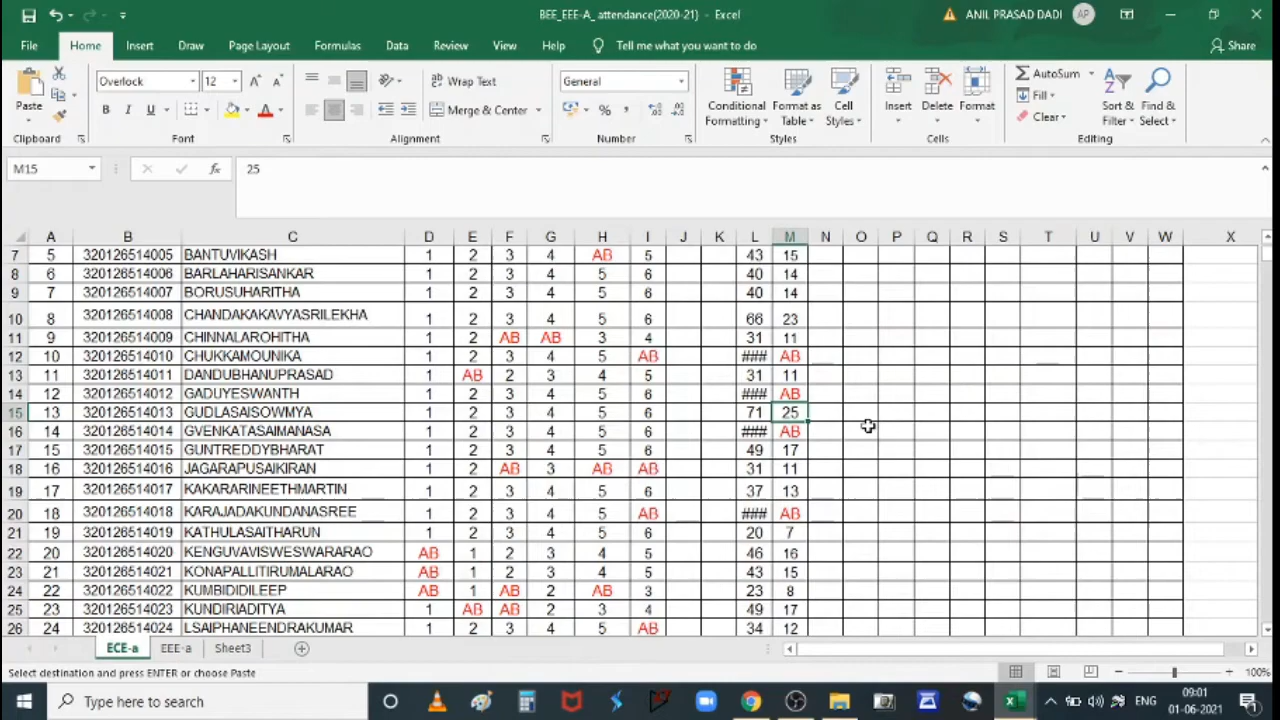 BEE_EEE-A_ attendance(2020-21) - Excel
ANIL PRASAD DADI AP
File Home Insert Draw Page Layout Formulas Data Review View Help Tell me what you want to do Share
Overlock 12 Wrap Text General AutoSum
Paste B I U Merge & Center % Conditional Formatting Format as Table Cell Styles Insert Delete Format Fill Clear Sort & Filter Find & Select
Clipboard Font Alignment Number Styles Cells Editing
M15 fx 25
A B C D E F G H I J K L M N O P Q R S T U V W X
7 5 320126514005 BANTUVIKASH 1 2 3 4 AB 5 43 15
8 6 320126514006 BARLAHARISANKAR 1 2 3 4 5 6 40 14
9 7 320126514007 BORUSUHARITHA 1 2 3 4 5 6 40 14
10 8 320126514008 CHANDAKAKAVYASRILEKHA 1 2 3 4 5 6 66 23
11 9 320126514009 CHINNALAROHITHA 1 2 AB AB 3 4 31 11
12 10 320126514010 CHUKKAMOUNIKA 1 2 3 4 5 AB ### AB
13 11 320126514011 DANDUBHANUPRASAD 1 AB 2 3 4 5 31 11
14 12 320126514012 GADUYESWANTH 1 2 3 4 5 6 ### AB
15 13 320126514013 GUDLASAISOWMYA 1 2 3 4 5 6 71 25
16 14 320126514014 GVENKATASAIMANASA 1 2 3 4 5 6 ### AB
17 15 320126514015 GUNTREDDYBHARAT 1 2 3 4 5 6 49 17
18 16 320126514016 JAGARAPUSAIKIRAN 1 2 AB 3 AB AB 31 11
19 17 320126514017 KAKARARINEETHMARTIN 1 2 3 4 5 6 37 13
20 18 320126514018 KARAJADAKUNDANASREE 1 2 3 4 5 AB ### AB
21 19 320126514019 KATHULASAITHARUN 1 2 3 4 5 6 20 7
22 20 320126514020 KENGUVAVISWESWARARAO AB 1 2 3 4 5 46 16
23 21 320126514021 KONAPALLITIRUMALARAO AB 1 2 3 4 5 43 15
24 22 320126514022 KUMBIDIDILEEP AB 1 AB 2 AB 3 23 8
25 23 320126514023 KUNDIRIADITYA 1 AB AB 2 3 4 49 17
26 24 320126514024 LSAIPHANEENDRAKUMAR 1 2 3 4 5 AB 34 12
ECE-a EEE-a Sheet3
Select destination and press ENTER or choose Paste 100%
Type here to search ENG 09:01
01-06-2021